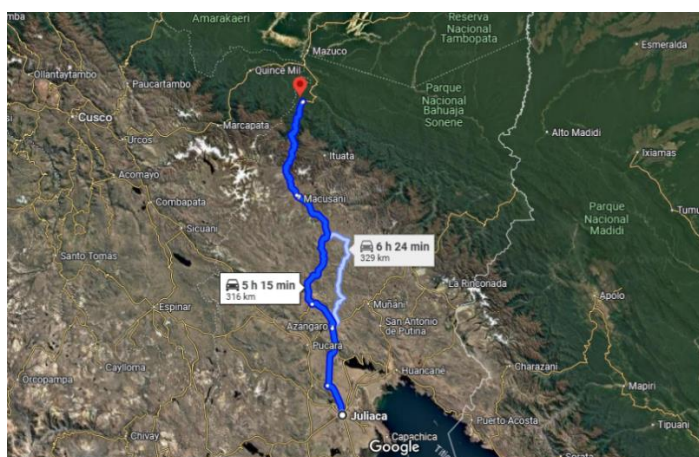 Amarakaeri
Reserva
Nacional
Tambopata
Mazuco
Esmeralda
Ollantaytambo
Paucartambo
Quince Mil
Parque
Nacional
Bahuaja
Sonene
Cusco
Urcos
Marcapata
Alto Madidi
Ituata
Ixiamas
Acomayo
Combapata
Macusani
Parque
Nacional
Madidi
Sicuani
Santo Tomas
6 h 24 min
329 km
5 h 15 min
316 km
La Rinconada
Espinar
Muñani
Apolo
Azangaro
San Antonio
de Putina
Pucara
Orcopampa
Caylloma
Huancané
Charazani
Mapiri
Juliaca
Puerto Acosta
Tipuani
Chivay
Capachica
Google